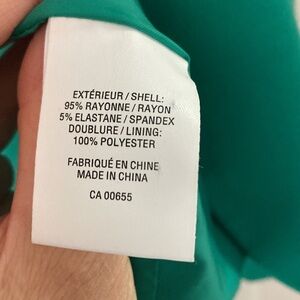 EXTÉRIEUR / SHELL:
95% RAYONNE / RAYON
5% ELASTANE / SPANDEX
DOUBLURE / LINING:
100% POLYESTER
FABRIQUÉ EN CHINE
MADE IN CHINA
CA 00655